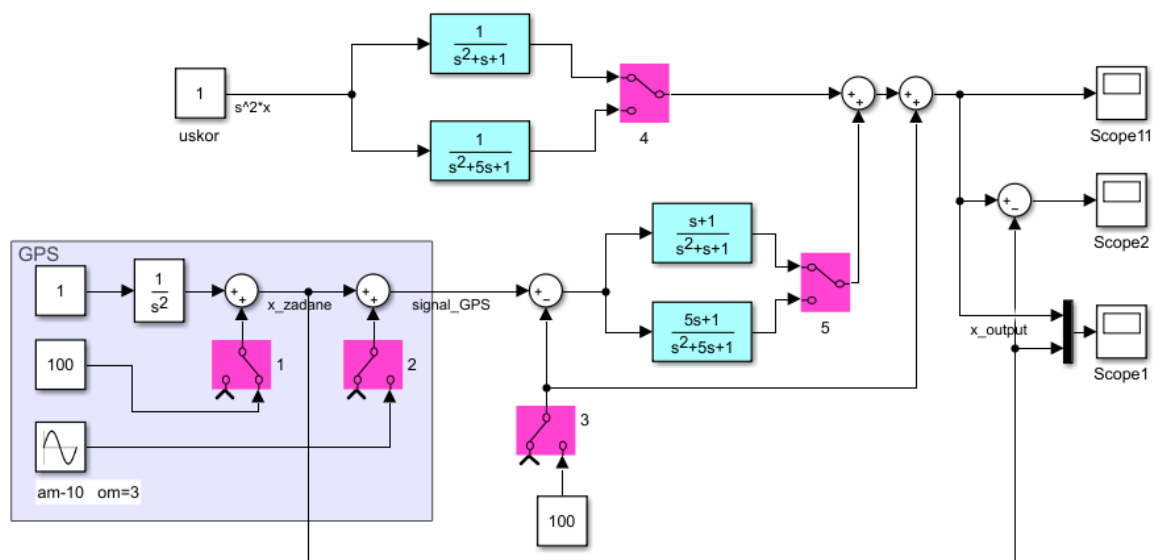 1
s^2*x
uskor
1
s²+s+1
1
s²+5s+1
4
+
+
+
+
Scope11
+
−
Scope2
s+1
s²+s+1
5s+1
s²+5s+1
5
GPS
1
1
s²
+
+
x_zadane
+
+
signal_GPS
+
−
x_output
Scope1
100
1
2
3
am-10 om=3
100